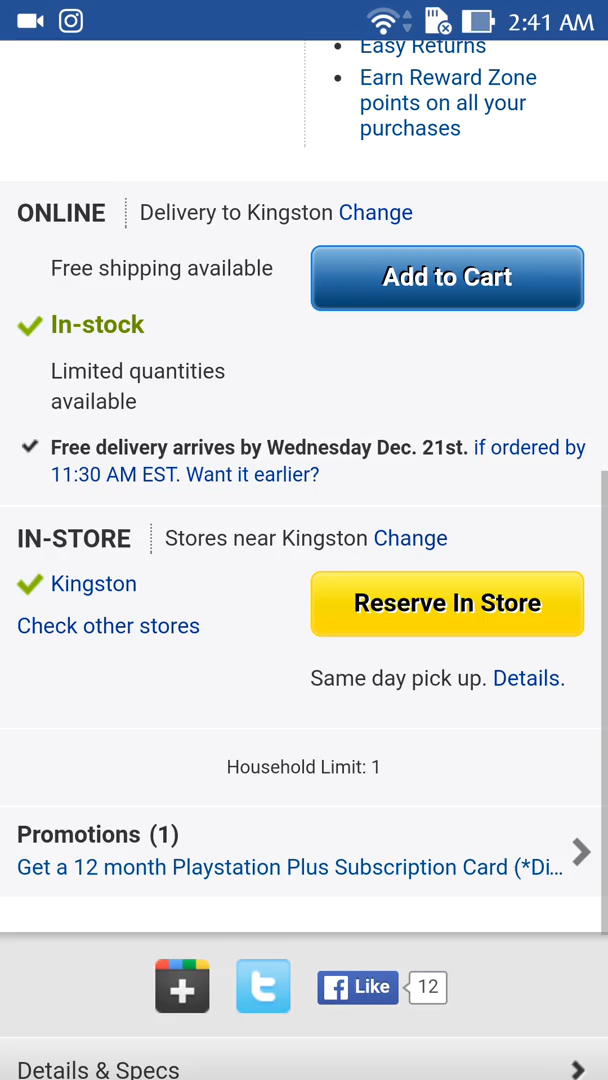 2:41 AM
Easy Returns
Earn Reward Zone
points on all your
purchases
ONLINE
Delivery to Kingston Change
Free shipping available
Add to Cart
In-stock
Limited quantities
available
Free delivery arrives by Wednesday Dec. 21st. if ordered by
11:30 AM EST. Want it earlier?
IN-STORE
Stores near Kingston Change
Kingston
Reserve In Store
Check other stores
Same day pick up. Details.
Household Limit: 1
Promotions (1)
Get a 12 month Playstation Plus Subscription Card (*Di...
Like
12
Details & Specs